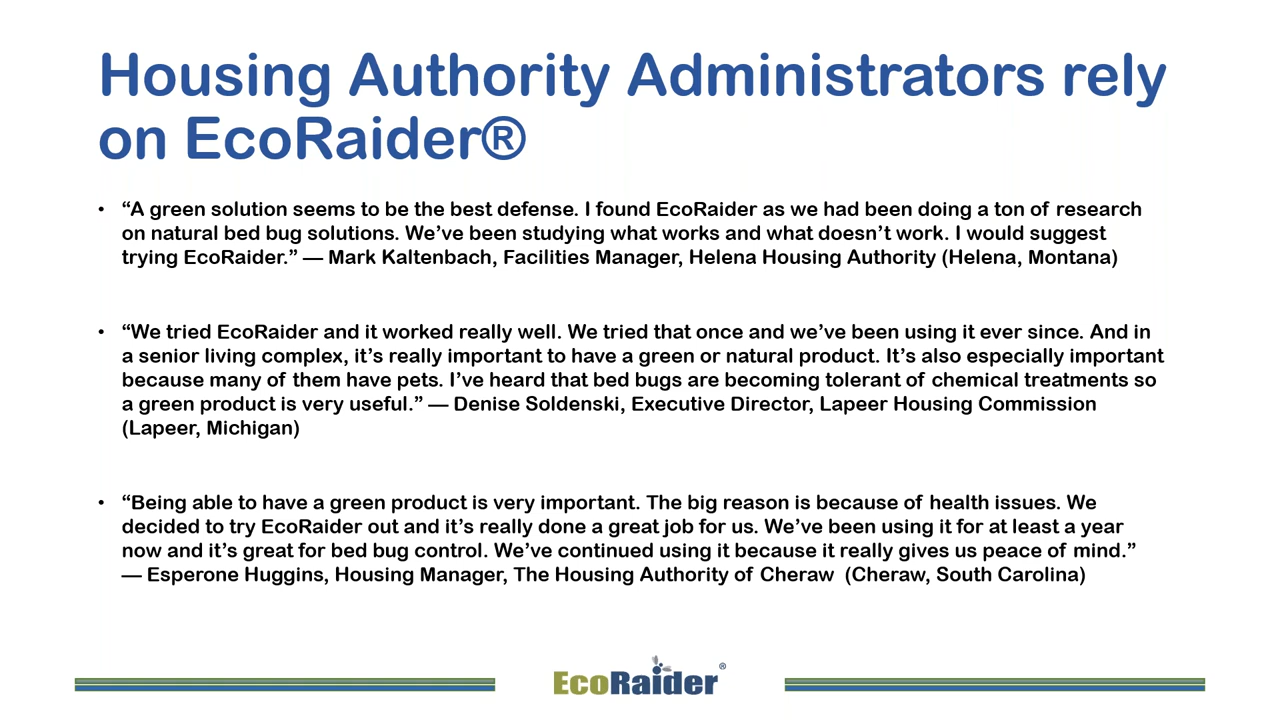 Housing Authority Administrators rely
on EcoRaider®
• “A green solution seems to be the best defense. I found EcoRaider as we had been doing a ton of research
on natural bed bug solutions. We’ve been studying what works and what doesn’t work. I would suggest
trying EcoRaider.” — Mark Kaltenbach, Facilities Manager, Helena Housing Authority (Helena, Montana)
• “We tried EcoRaider and it worked really well. We tried that once and we’ve been using it ever since. And in
a senior living complex, it’s really important to have a green or natural product. It’s also especially important
because many of them have pets. I’ve heard that bed bugs are becoming tolerant of chemical treatments so
a green product is very useful.” — Denise Soldenski, Executive Director, Lapeer Housing Commission
(Lapeer, Michigan)
• “Being able to have a green product is very important. The big reason is because of health issues. We
decided to try EcoRaider out and it’s really done a great job for us. We’ve been using it for at least a year
now and it’s great for bed bug control. We’ve continued using it because it really gives us peace of mind.”
— Esperone Huggins, Housing Manager, The Housing Authority of Cheraw (Cheraw, South Carolina)
EcoRaider®